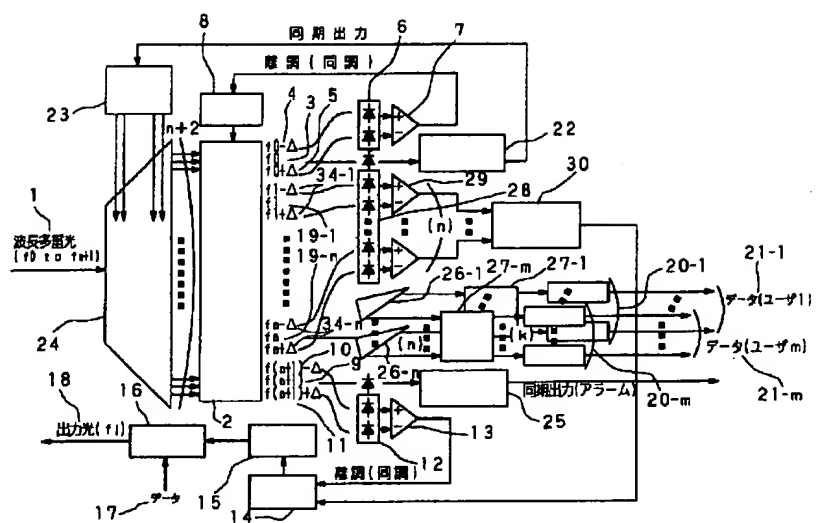 同期出力
8
離調(同調)
6
7
23
4
3
5
n+2
22
f0-△
f0
f0+△
34-1
29
28
30
f1-△
f1
f1+△
(n)
1
波長多重光
(f0 to fn+1)
19-1
19-n
26-1
27-m
27-1
20-1
21-1
データ(ユーザ1)
24
fn-△
fn
fn+△
34-n
(n)
(k)
データ(ユーザm)
26-n
20-m
21-m
10
9
f(n+1)-△
f(n+1)
f(n+1)+△
同期出力(アラーム)
25
18
16
出力光(f1)
2
11
12
13
離調(同調)
15
17
データ
14